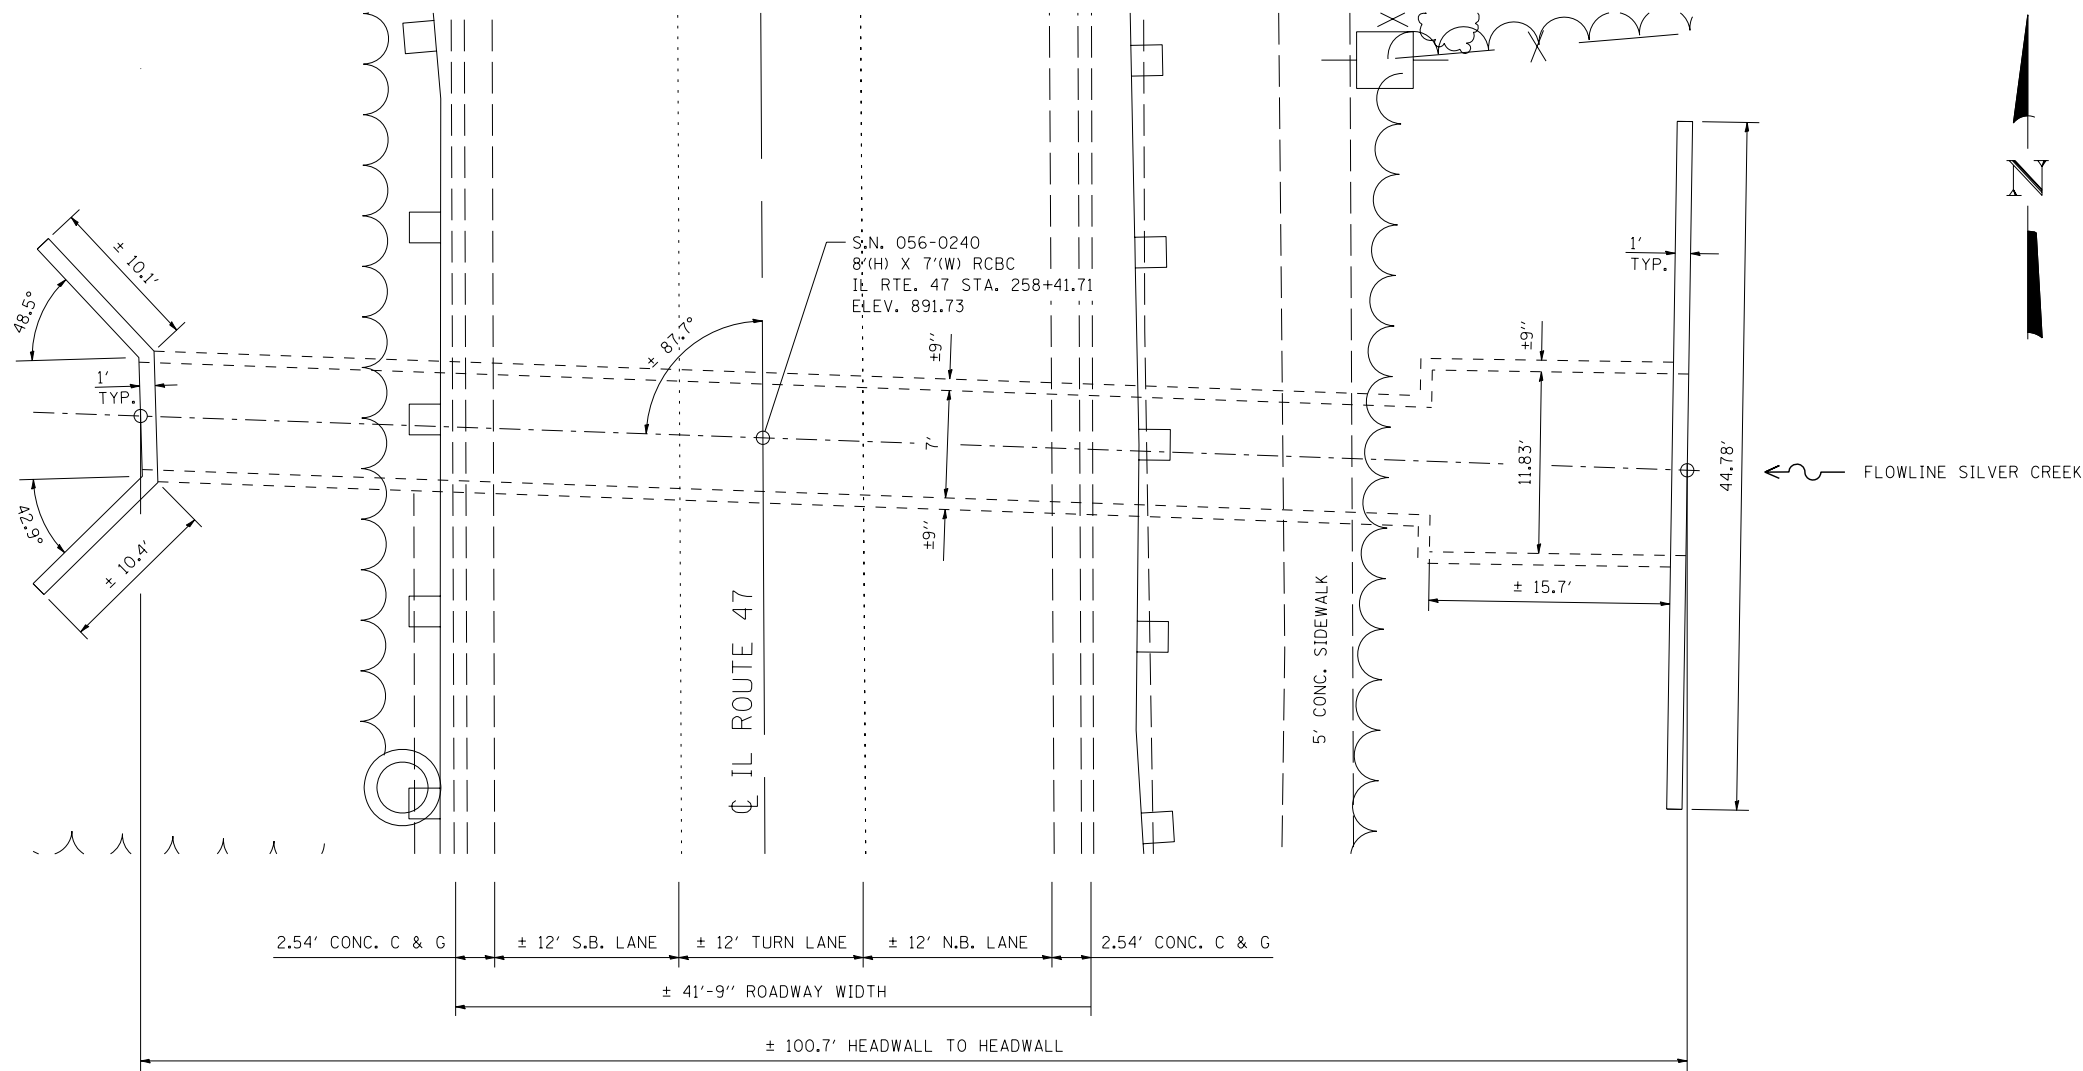 N
S.N. 056-0240
8'(H) X 7'(W) RCBC
IL RTE. 47 STA. 258+41.71
ELEV. 891.73
± 10.1'
48.5°
1'
TYP.
42.9°
± 10.4'
± 87.7°
±9"
7'
±9"
1'
TYP.
±9"
11.83'
44.78'
± 15.7'
FLOWLINE SILVER CREEK
℄ IL ROUTE 47
5' CONC. SIDEWALK
2.54' CONC. C & G
± 12' S.B. LANE
± 12' TURN LANE
± 12' N.B. LANE
2.54' CONC. C & G
± 41'-9" ROADWAY WIDTH
± 100.7' HEADWALL TO HEADWALL